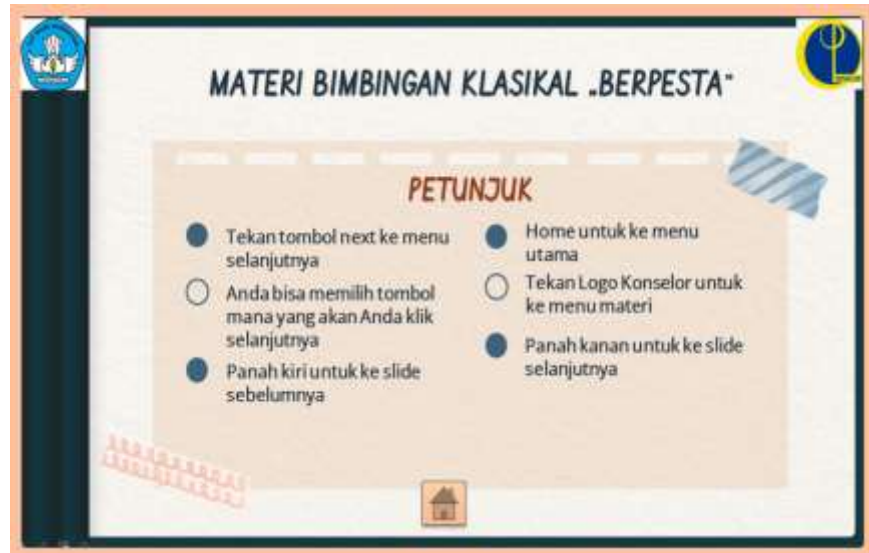 MATERI BIMBINGAN KLASIKAL „BERPESTA"
PETUNJUK
Tekan tombol next ke menu
selanjutnya
Anda bisa memilih tombol
mana yang akan Anda klik
selanjutnya
Panah kiri untuk ke slide
sebelumnya
Home untuk ke menu
utama
Tekan Logo Konselor untuk
ke menu materi
Panah kanan untuk ke slide
selanjutnya